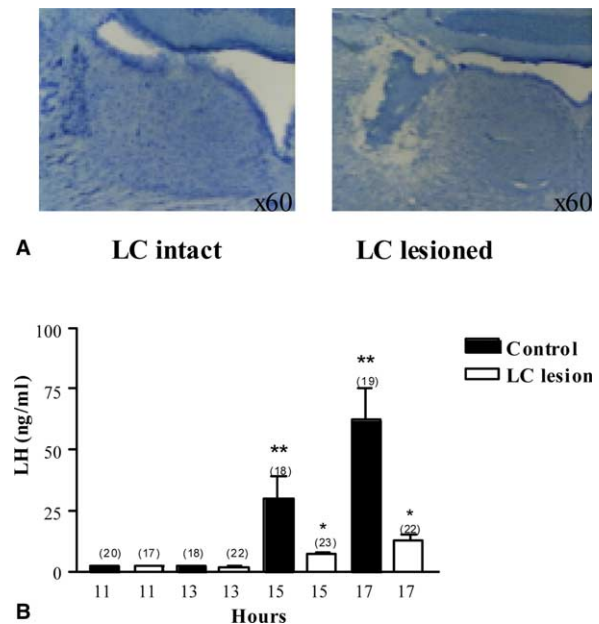 x60
x60
A
LC intact
LC lesioned
100
75
50
25
0
LH (ng/ml)
**
(19)
**
(18)
*
(23)
*
(22)
(20)
(17)
(18)
(22)
11
11
13
13
15
15
17
17
Hours
Control
LC lesion
B